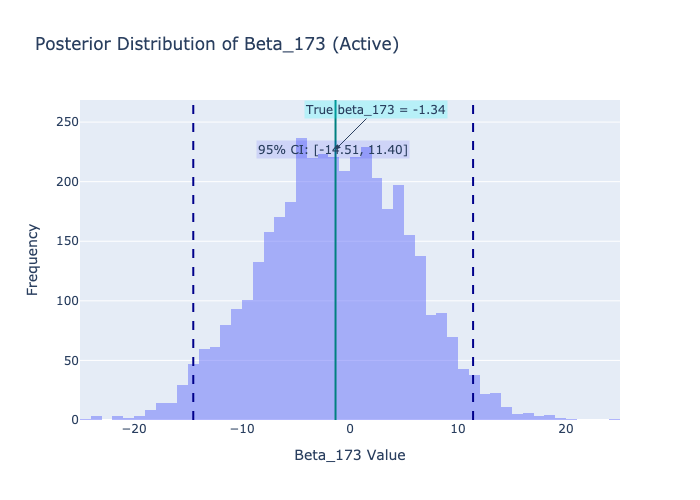 Posterior Distribution of Beta_173 (Active)
True beta_173 = -1.34
95% CI: [-14.51, 11.40]
250
200
150
100
50
0
Frequency
−20
−10
0
10
20
Beta_173 Value